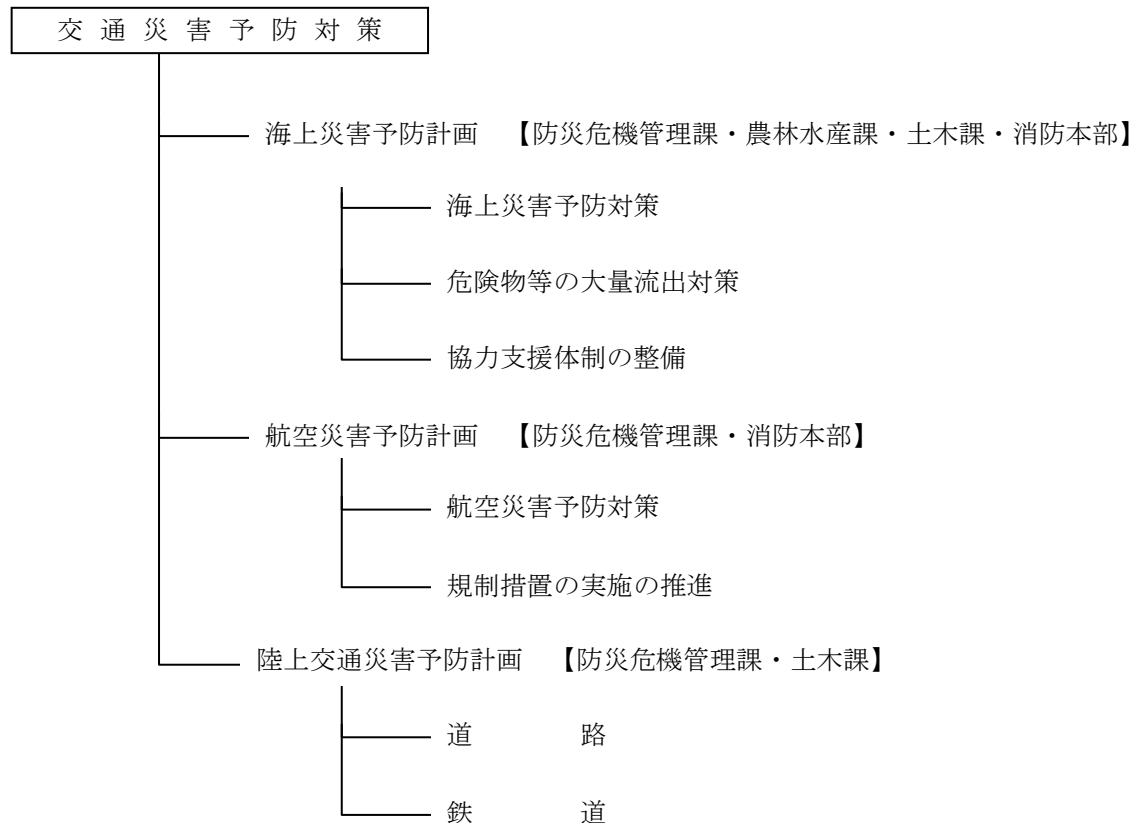 交通災害予防対策
海上災害予防計画 【防災危機管理課・農林水産課・土木課・消防本部】
海上災害予防対策
危険物等の大量流出対策
協力支援体制の整備
航空災害予防計画 【防災危機管理課・消防本部】
航空災害予防対策
規制措置の実施の推進
陸上交通災害予防計画 【防災危機管理課・土木課】
道路
鉄道